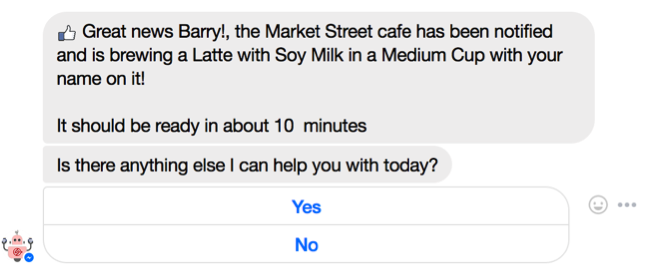 👍 Great news Barry!, the Market Street cafe has been notified
and is brewing a Latte with Soy Milk in a Medium Cup with your
name on it!
It should be ready in about 10  minutes
Is there anything else I can help you with today?
Yes
No